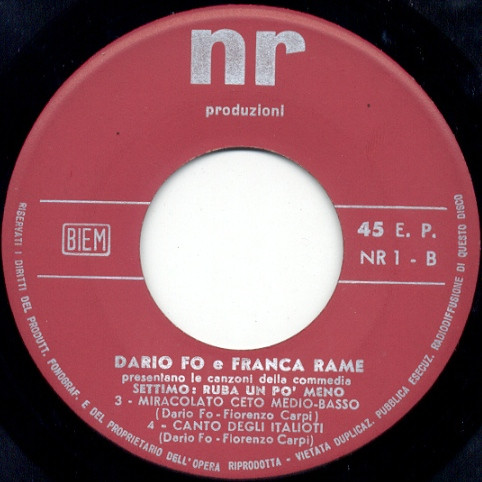 nr
produzioni
BIEM
45 E. P.
NR 1 - B
DARIO FO e FRANCA RAME
presentano le canzoni della commedia
SETTIMO: RUBA UN PO' MENO
3 - MIRACOLATO CETO MEDIO-BASSO
(Dario Fo - Fiorenzo Carpi)
4 - CANTO DEGLI ITALIOTI
(Dario Fo - Fiorenzo Carpi)
RISERVATI I DIRITTI DEL PRODUTT. FONOGRAF. E DEL PROPRIETARIO DELL'OPERA RIPRODOTTA - VIETATA DUPLICAZ. PUBBLICA ESECUZ. RADIODIFFUSIONE DI QUESTO DISCO